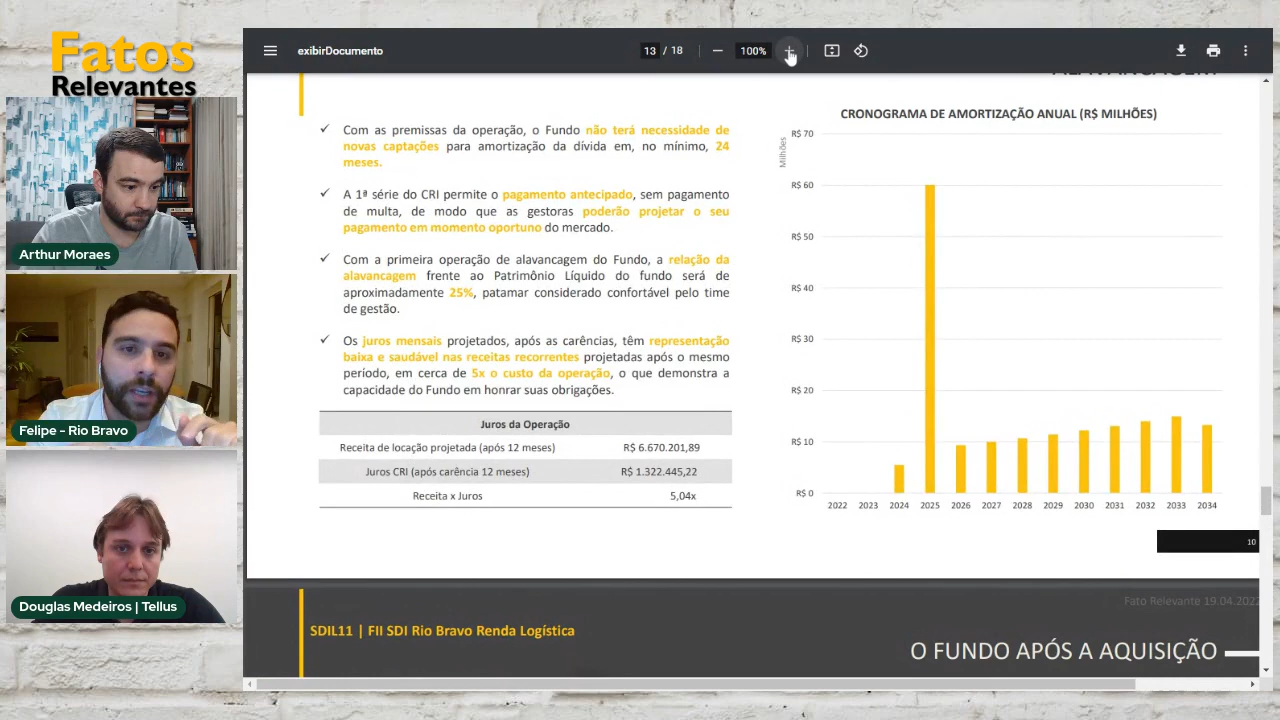 Fatos
Relevantes
Arthur Moraes
Felipe - Rio Bravo
Douglas Medeiros | Tellus
exibirDocumento
13 / 18
100%
ALAVANCAGEM
Com as premissas da operação, o Fundo não terá necessidade de
novas captações para amortização da dívida em, no mínimo, 24
meses.
A 1ª série do CRI permite o pagamento antecipado, sem pagamento
de multa, de modo que as gestoras poderão projetar o seu
pagamento em momento oportuno do mercado.
Com a primeira operação de alavancagem do Fundo, a relação da
alavancagem frente ao Patrimônio Líquido do fundo será de
aproximadamente 25%, patamar considerado confortável pelo time
de gestão.
Os juros mensais projetados, após as carências, têm representação
baixa e saudável nas receitas recorrentes projetadas após o mesmo
período, em cerca de 5x o custo da operação, o que demonstra a
capacidade do Fundo em honrar suas obrigações.
Juros da Operação
Receita de locação projetada (após 12 meses) R$ 6.670.201,89
Juros CRI (após carência 12 meses) R$ 1.322.445,22
Receita x Juros 5,04x
CRONOGRAMA DE AMORTIZAÇÃO ANUAL (R$ MILHÕES)
Milhões
R$ 70
R$ 60
R$ 50
R$ 40
R$ 30
R$ 20
R$ 10
R$ 0
2022 2023 2024 2025 2026 2027 2028 2029 2030 2031 2032 2033 2034
10
Fato Relevante 19.04.2022
SDIL11 | FII SDI Rio Bravo Renda Logística
O FUNDO APÓS A AQUISIÇÃO